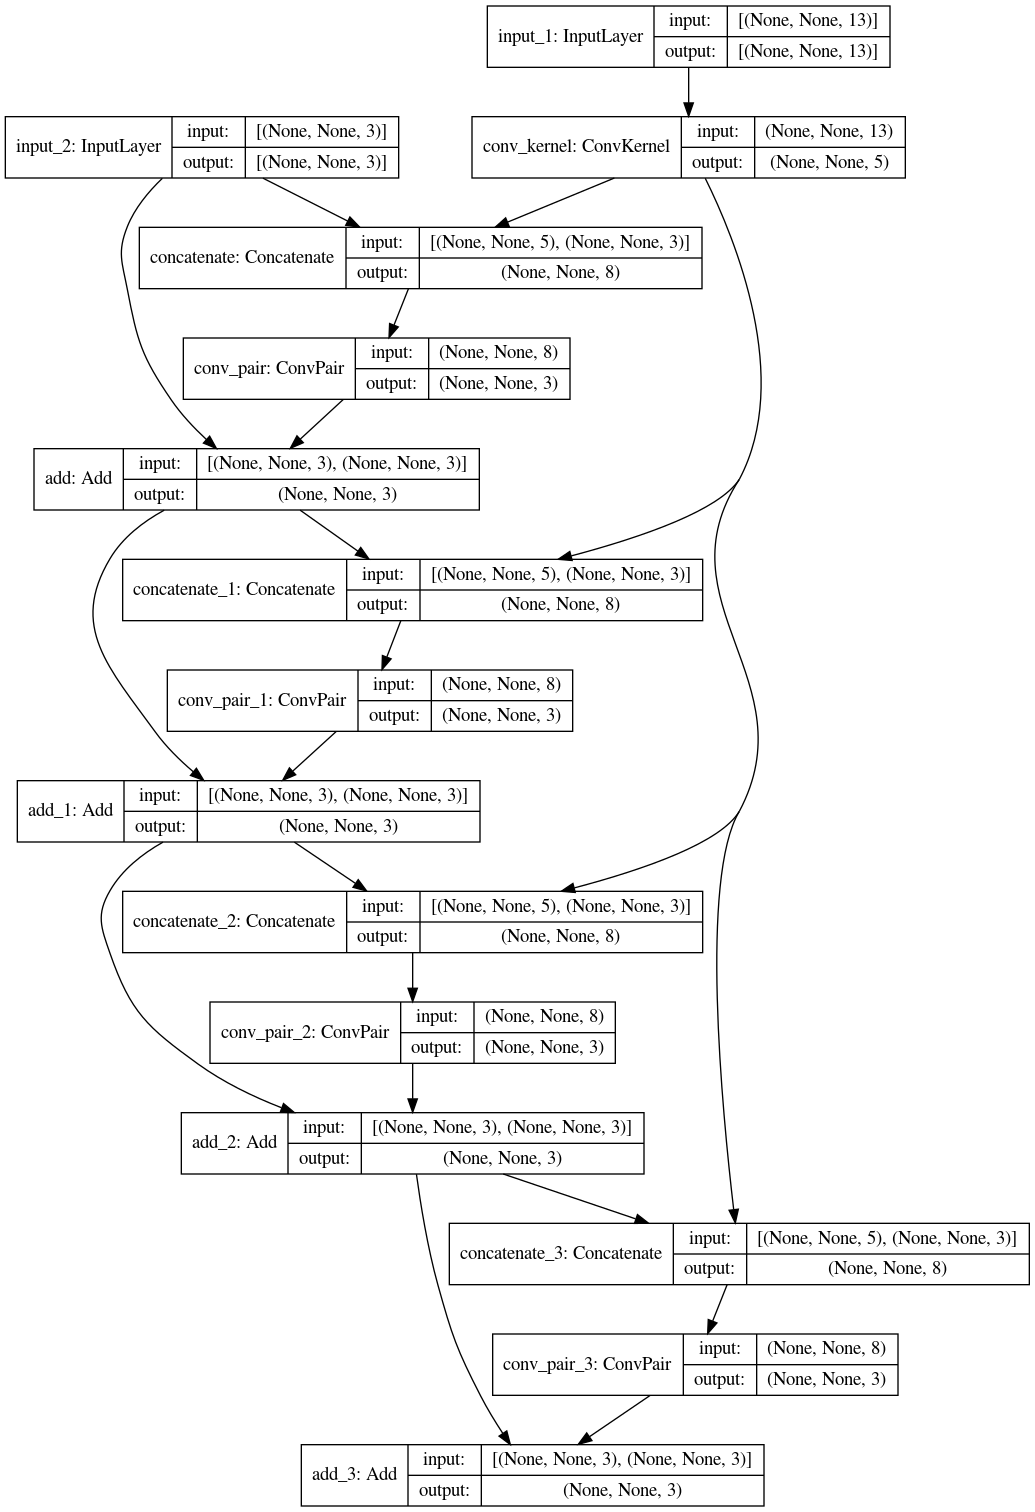 input_1: InputLayer
input: [(None, None, 13)]
output: [(None, None, 13)]
input_2: InputLayer
input: [(None, None, 3)]
output: [(None, None, 3)]
conv_kernel: ConvKernel
input: (None, None, 13)
output: (None, None, 5)
concatenate: Concatenate
input: [(None, None, 5), (None, None, 3)]
output: (None, None, 8)
conv_pair: ConvPair
input: (None, None, 8)
output: (None, None, 3)
add: Add
input: [(None, None, 3), (None, None, 3)]
output: (None, None, 3)
concatenate_1: Concatenate
input: [(None, None, 5), (None, None, 3)]
output: (None, None, 8)
conv_pair_1: ConvPair
input: (None, None, 8)
output: (None, None, 3)
add_1: Add
input: [(None, None, 3), (None, None, 3)]
output: (None, None, 3)
concatenate_2: Concatenate
input: [(None, None, 5), (None, None, 3)]
output: (None, None, 8)
conv_pair_2: ConvPair
input: (None, None, 8)
output: (None, None, 3)
add_2: Add
input: [(None, None, 3), (None, None, 3)]
output: (None, None, 3)
concatenate_3: Concatenate
input: [(None, None, 5), (None, None, 3)]
output: (None, None, 8)
conv_pair_3: ConvPair
input: (None, None, 8)
output: (None, None, 3)
add_3: Add
input: [(None, None, 3), (None, None, 3)]
output: (None, None, 3)